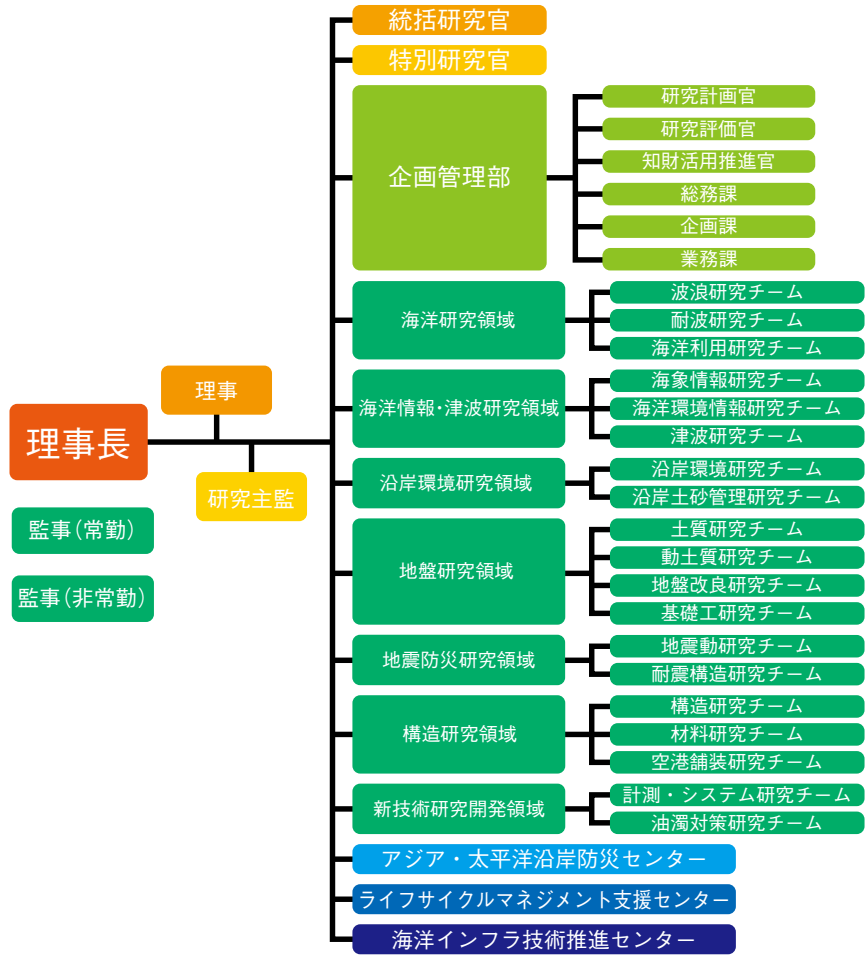 理事長
理事
研究主監
監事(常勤)
監事(非常勤)
統括研究官
特別研究官
企画管理部
研究計画官
研究評価官
知財活用推進官
総務課
企画課
業務課
海洋研究領域
波浪研究チーム
耐波研究チーム
海洋利用研究チーム
海洋情報・津波研究領域
海象情報研究チーム
海洋環境情報研究チーム
津波研究チーム
沿岸環境研究領域
沿岸環境研究チーム
沿岸土砂管理研究チーム
地盤研究領域
土質研究チーム
動土質研究チーム
地盤改良研究チーム
基礎工研究チーム
地震防災研究領域
地震動研究チーム
耐震構造研究チーム
構造研究領域
構造研究チーム
材料研究チーム
空港舗装研究チーム
新技術研究開発領域
計測・システム研究チーム
油濁対策研究チーム
アジア・太平洋沿岸防災センター
ライフサイクルマネジメント支援センター
海洋インフラ技術推進センター